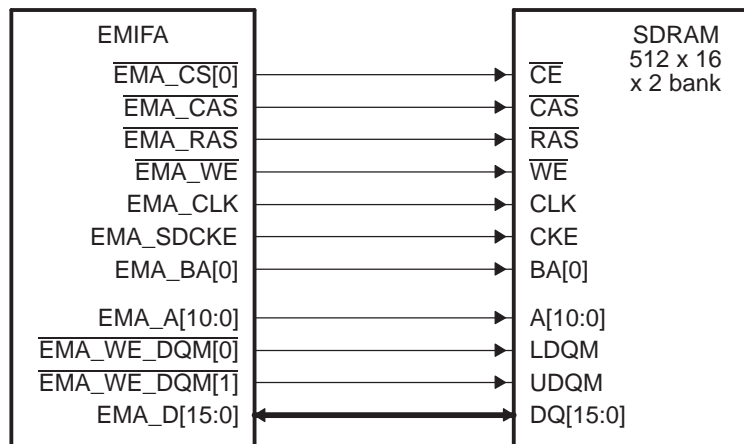 EMIFA
SDRAM
512 x 16
x 2 bank
EMA_CS[0]
CE
EMA_CAS
CAS
EMA_RAS
RAS
EMA_WE
WE
EMA_CLK
CLK
EMA_SDCKE
CKE
EMA_BA[0]
BA[0]
EMA_A[10:0]
A[10:0]
EMA_WE_DQM[0]
LDQM
EMA_WE_DQM[1]
UDQM
EMA_D[15:0]
DQ[15:0]